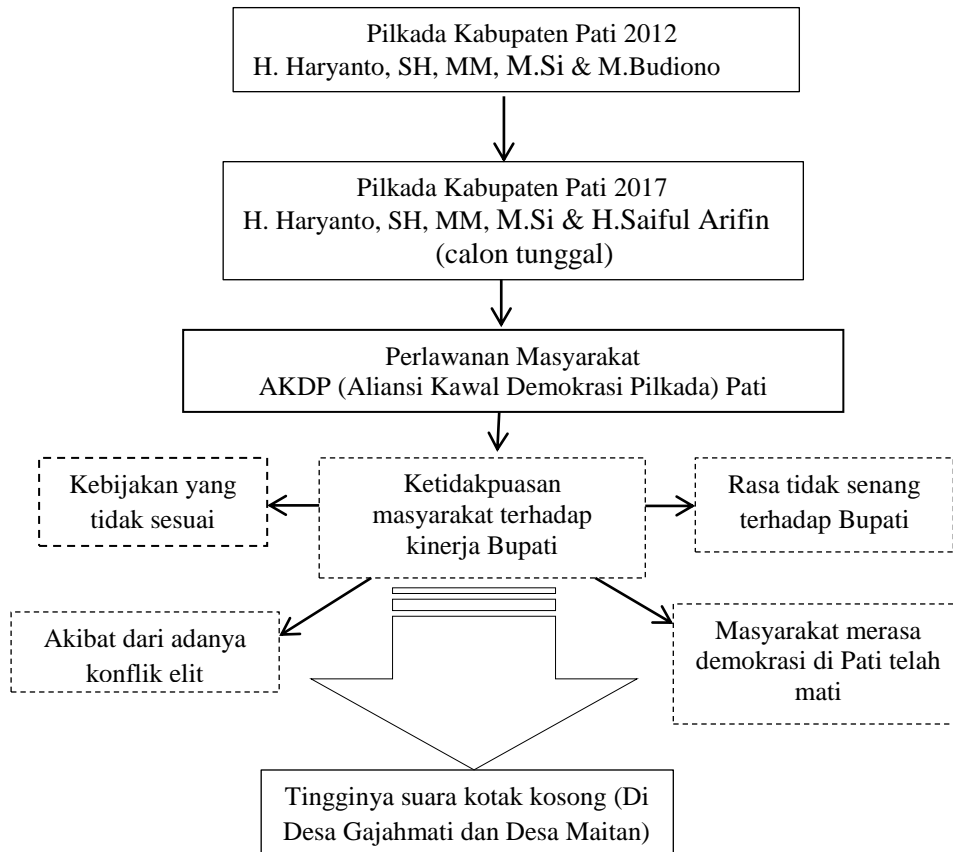 Pilkada Kabupaten Pati 2012
H. Haryanto, SH, MM, M.Si & M.Budiono
Pilkada Kabupaten Pati 2017
H. Haryanto, SH, MM, M.Si & H.Saiful Arifin
(calon tunggal)
Perlawanan Masyarakat
AKDP (Aliansi Kawal Demokrasi Pilkada) Pati
Kebijakan yang
tidak sesuai
Ketidakpuasan
masyarakat terhadap
kinerja Bupati
Rasa tidak senang
terhadap Bupati
Akibat dari adanya
konflik elit
Masyarakat merasa
demokrasi di Pati telah
mati
Tingginya suara kotak kosong (Di
Desa Gajahmati dan Desa Maitan)